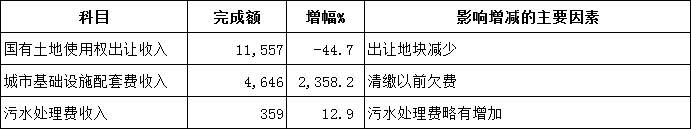 科目 完成额 增幅% 影响增减的主要因素
国有土地使用权出让收入 11,557 -44.7 出让地块减少
城市基础设施配套费收入 4,646 2,358.2 清缴以前欠费
污水处理费收入 359 12.9 污水处理费略有增加